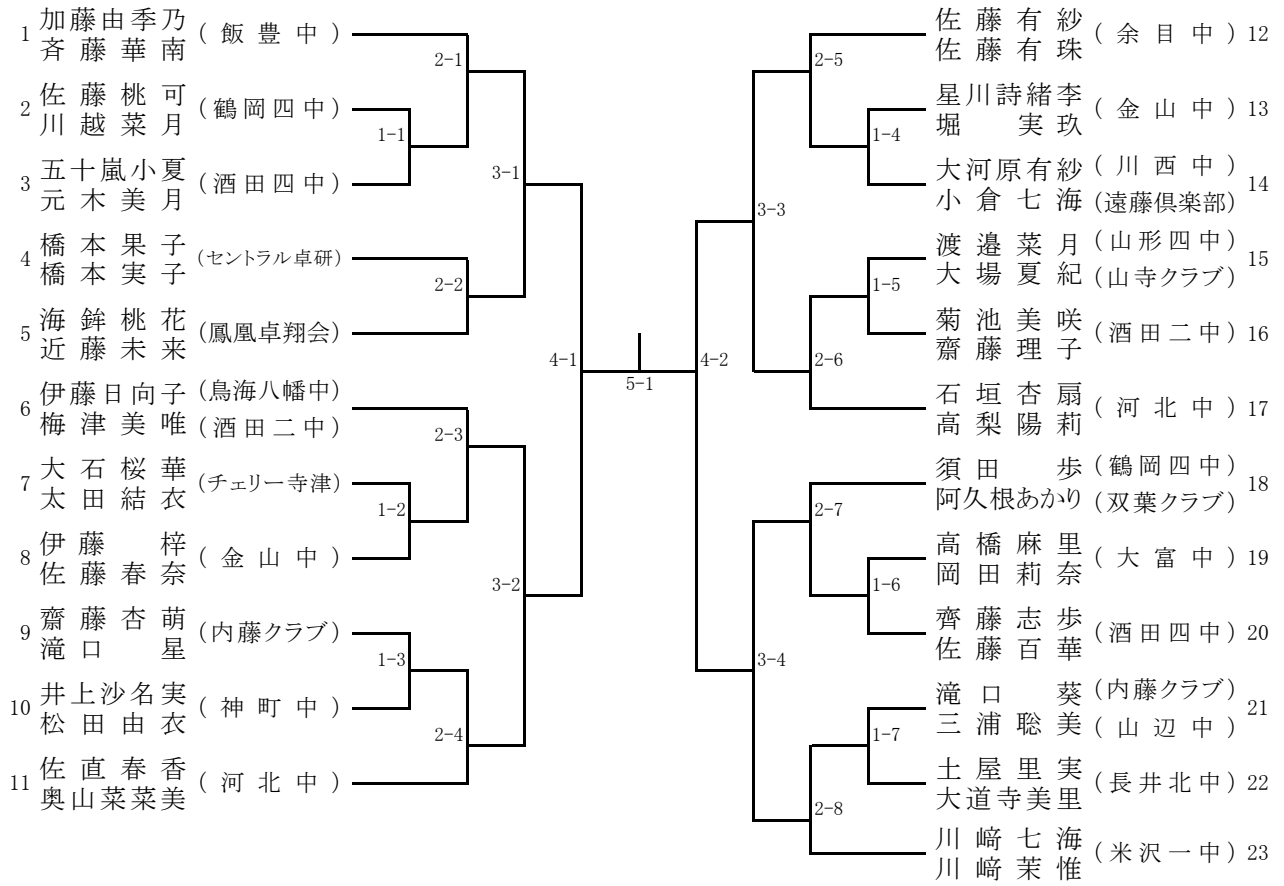 1 加藤由季乃 斉藤華南 (飯豊中)
2 佐藤桃可 川越菜月 (鶴岡四中)
3 五十嵐小夏 元木美月 (酒田四中)
4 橋本果子 橋本実子 (セントラル卓研)
5 海鉾桃花 近藤未来 (鳳凰卓翔会)
6 伊藤日向子 (鳥海八幡中) 梅津美唯 (酒田二中)
7 大石桜華 太田結衣 (チェリー寺津)
8 伊藤梓 佐藤春奈 (金山中)
9 齋藤杏萌 滝口星 (内藤クラブ)
10 井上沙名実 松田由衣 (神町中)
11 佐直春香 奥山菜菜美 (河北中)
2-1
1-1
3-1
2-2
4-1
2-3
1-2
3-2
1-3
2-4
5-1
4-2
2-5
1-4
3-3
1-5
2-6
2-7
1-6
3-4
1-7
2-8
佐藤有紗 佐藤有珠 (余目中) 12
星川詩緒李 堀実玖 (金山中) 13
大河原有紗 (川西中) 小倉七海 (遠藤倶楽部) 14
渡邉菜月 (山形四中) 大場夏紀 (山寺クラブ) 15
菊池美咲 齋藤理子 (酒田二中) 16
石垣杏扇 高梨陽莉 (河北中) 17
須田歩 (鶴岡四中) 阿久根あかり (双葉クラブ) 18
高橋麻里 岡田莉奈 (大富中) 19
齊藤志歩 佐藤百華 (酒田四中) 20
滝口葵 (内藤クラブ) 三浦聡美 (山辺中) 21
土屋里実 大道寺美里 (長井北中) 22
川﨑七海 川﨑茉惟 (米沢一中) 23